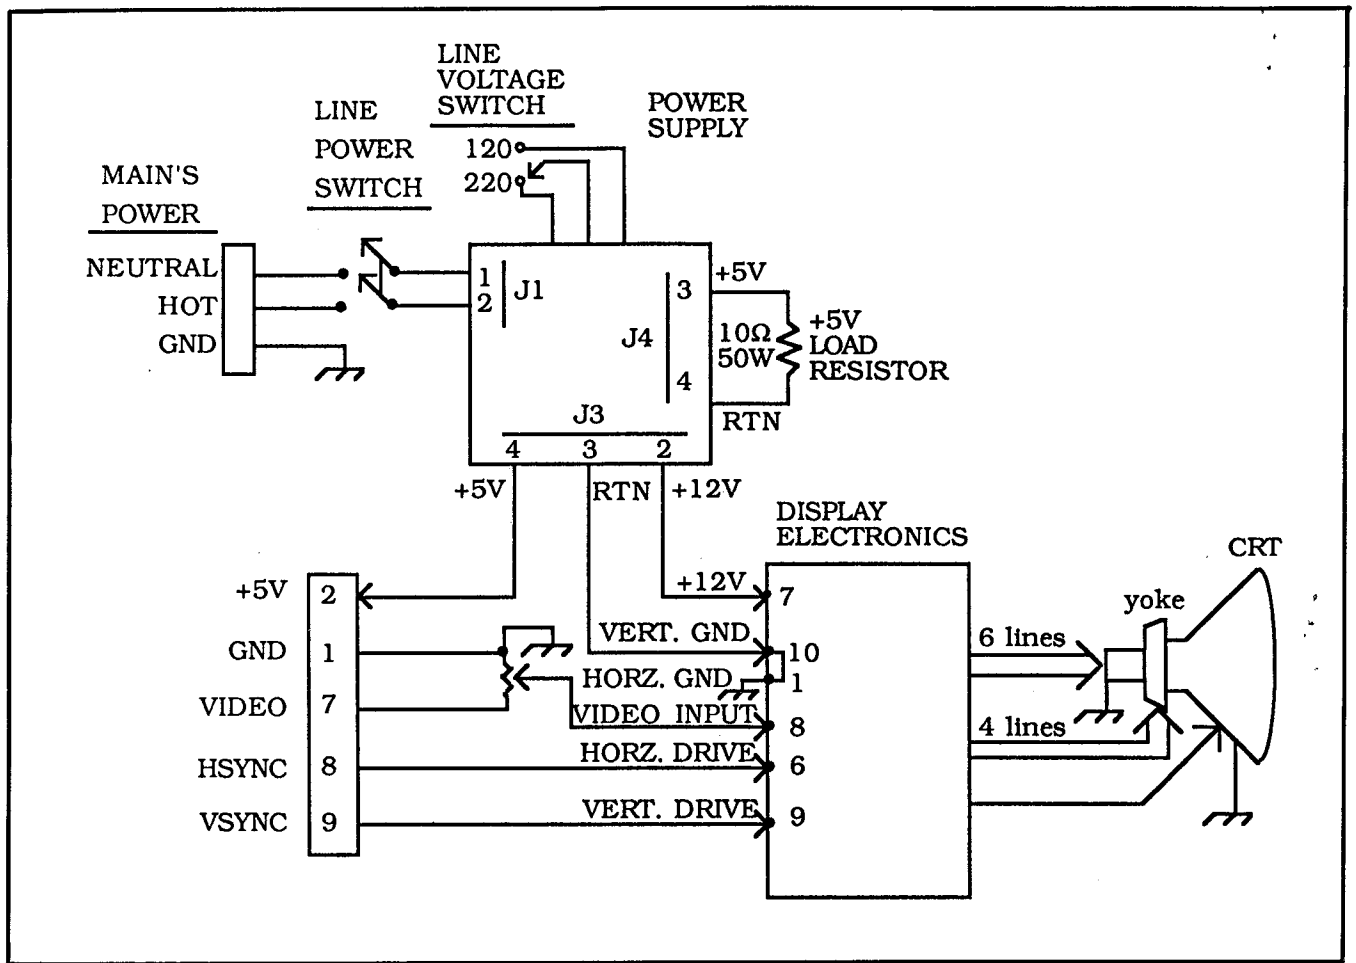 LINE
VOLTAGE
SWITCH
LINE
POWER
SWITCH
POWER
SUPPLY
120
220
MAIN'S
POWER
NEUTRAL
HOT
GND
1
2
J1
3
J4
4
+5V
10Ω
50W
+5V
LOAD
RESISTOR
RTN
J3
4 3 2
+5V
RTN
+12V
DISPLAY
ELECTRONICS
CRT
yoke
+5V 2
GND 1
VIDEO 7
HSYNC 8
VSYNC 9
+12V 7
VERT. GND 10
HORZ. GND 1
VIDEO INPUT 8
HORZ. DRIVE 6
VERT. DRIVE 9
6 lines
4 lines